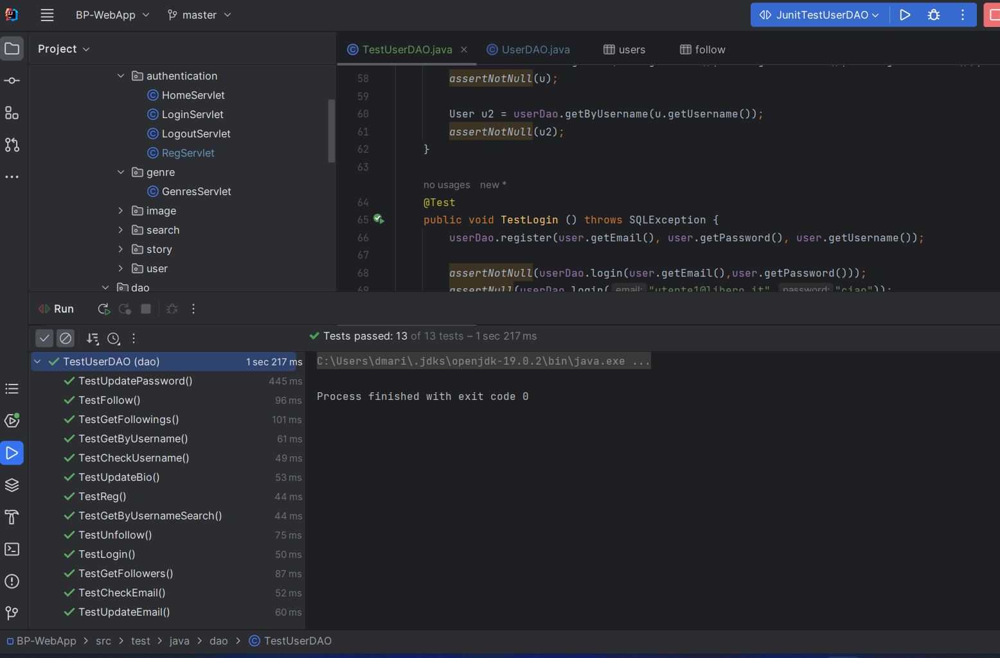 BP-WebApp master JunitTestUserDAO
Project
TestUserDAO.java UserDAO.java users follow
authentication
HomeServlet
LoginServlet
LogoutServlet
RegServlet
genre
GenresServlet
image
search
story
user
dao
58 assertNotNull(u);
59
60 User u2 = userDao.getByUsername(u.getUsername());
61 assertNotNull(u2);
62 }
63
no usages new *
64 @Test
65 public void TestLogin () throws SQLException {
66 userDao.register(user.getEmail(), user.getPassword(), user.getUsername());
67
68 assertNotNull(userDao.login(user.getEmail(),user.getPassword()));
69 assertNull(userDao.login( email: "utente1@libero.it" password: "ciao"));
Run
Tests passed: 13 of 13 tests – 1 sec 217 ms
TestUserDAO (dao) 1 sec 217 ms
TestUpdatePassword() 445 ms
TestFollow() 96 ms
TestGetFollowings() 101 ms
TestGetByUsername() 61 ms
TestCheckUsername() 49 ms
TestUpdateBio() 53 ms
TestReg() 44 ms
TestGetByUsernameSearch() 44 ms
TestUnfollow() 75 ms
TestLogin() 50 ms
TestGetFollowers() 87 ms
TestCheckEmail() 52 ms
TestUpdateEmail() 60 ms
C:\Users\dmari\.jdks\openjdk-19.0.2\bin\java.exe ...
Process finished with exit code 0
BP-WebApp > src > test > java > dao > TestUserDAO